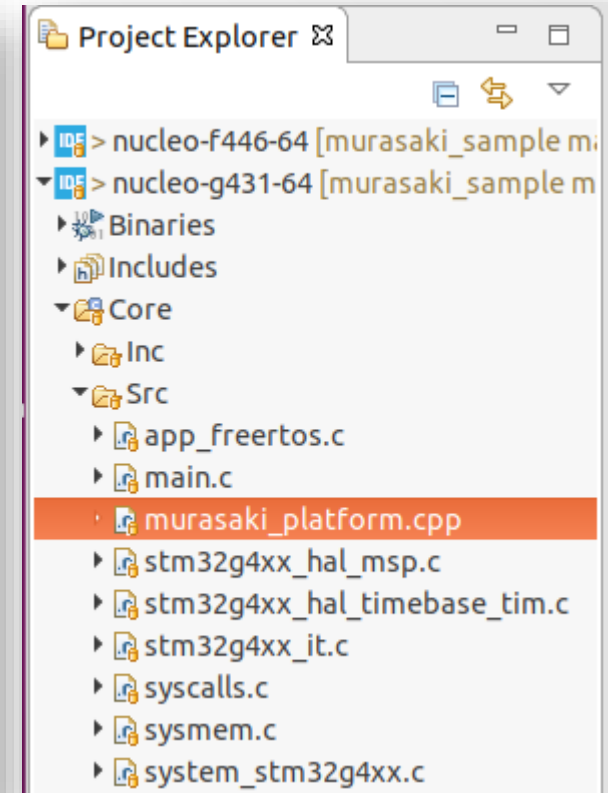 Project Explorer
> nucleo-f446-64 [murasaki_sample ma
> nucleo-g431-64 [murasaki_sample m
Binaries
Includes
Core
Inc
Src
app_freertos.c
main.c
murasaki_platform.cpp
stm32g4xx_hal_msp.c
stm32g4xx_hal_timebase_tim.c
stm32g4xx_it.c
syscalls.c
sysmem.c
system_stm32g4xx.c